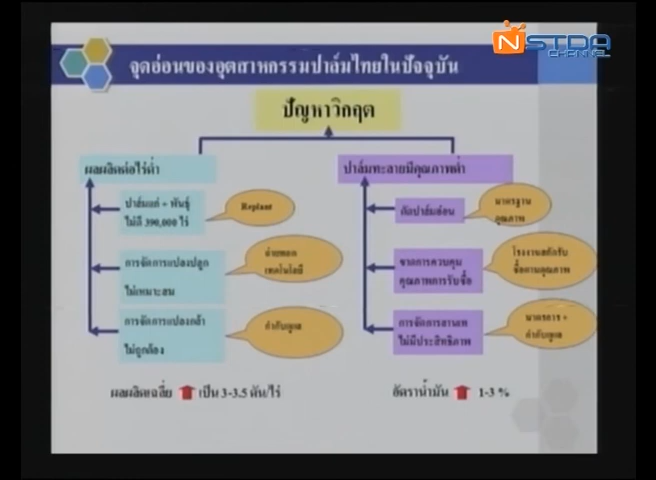 NSTDA
CHANNEL
จุดอ่อนของอุตสาหกรรมปาล์มไทยในปัจจุบัน
ปัญหาวิกฤต
ผลผลิตต่อไร่ต่ำ
ปาล์มแก่ + พันธุ์
ไม่ดี 390,000 ไร่
Replant
การจัดการแปลงปลูก
ไม่เหมาะสม
ถ่ายทอด
เทคโนโลยี
การจัดการแปลงกล้า
ไม่ถูกต้อง
กำกับดูแล
ผลผลิตเฉลี่ย เป็น 3-3.5 ตัน/ไร่
ปาล์มทะลายมีคุณภาพต่ำ
ตัดปาล์มอ่อน
มาตรฐาน
คุณภาพ
ขาดการควบคุม
คุณภาพการรับซื้อ
โรงงานสกัดรับ
ซื้อตามคุณภาพ
การจัดการลานเท
ไม่มีประสิทธิภาพ
มาตรการ +
กำกับดูแล
อัตราน้ำมัน 1-3 %